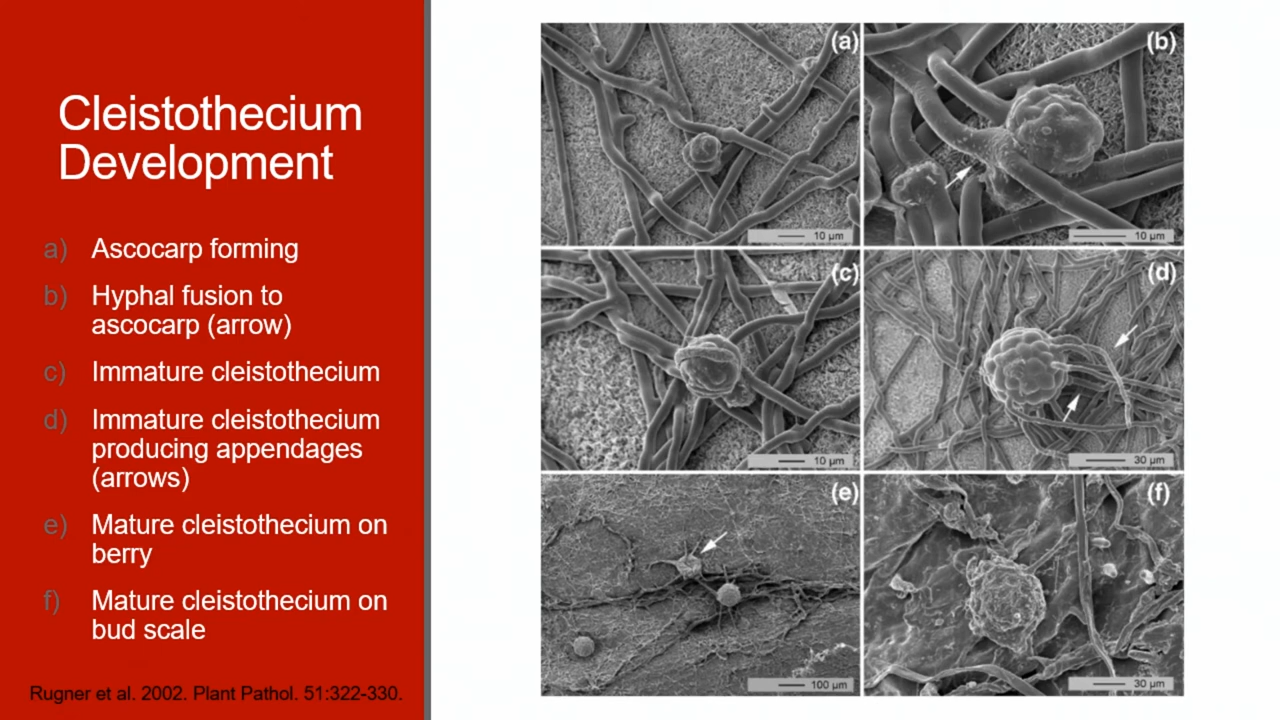 Cleistothecium
Development
a) Ascocarp forming
b) Hyphal fusion to
ascocarp (arrow)
c) Immature cleistothecium
d) Immature cleistothecium
producing appendages
(arrows)
e) Mature cleistothecium on
berry
f) Mature cleistothecium on
bud scale
Rugner et al. 2002. Plant Pathol. 51:322-330.
(a)
10 µm
(b)
10 µm
(c)
10 µm
(d)
30 µm
(e)
100 µm
(f)
30 µm